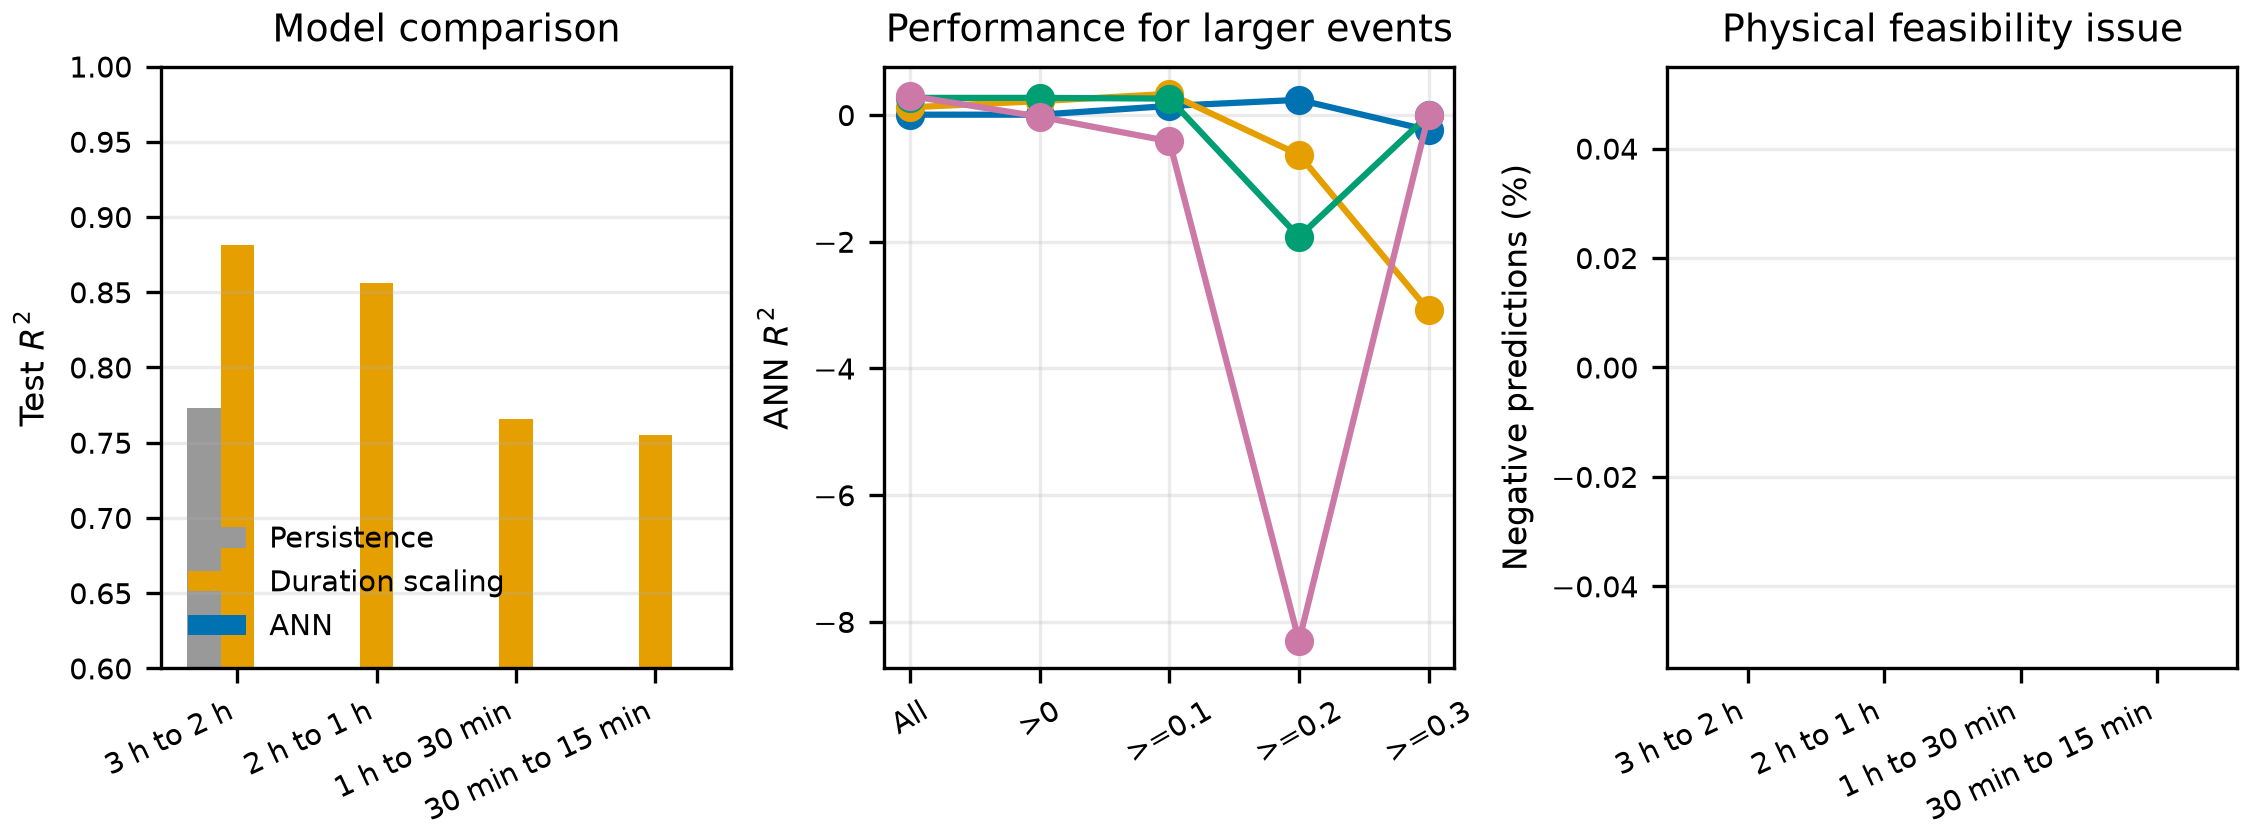 Model comparison
Test R²
1.00
0.95
0.90
0.85
0.80
0.75
0.70
0.65
0.60
Persistence
Duration scaling
ANN
3 h to 2 h
2 h to 1 h
1 h to 30 min
30 min to 15 min
Performance for larger events
ANN R²
0
−2
−4
−6
−8
All
>0
>=0.1
>=0.2
>=0.3
Physical feasibility issue
Negative predictions (%)
0.04
0.02
0.00
−0.02
−0.04
3 h to 2 h
2 h to 1 h
1 h to 30 min
30 min to 15 min